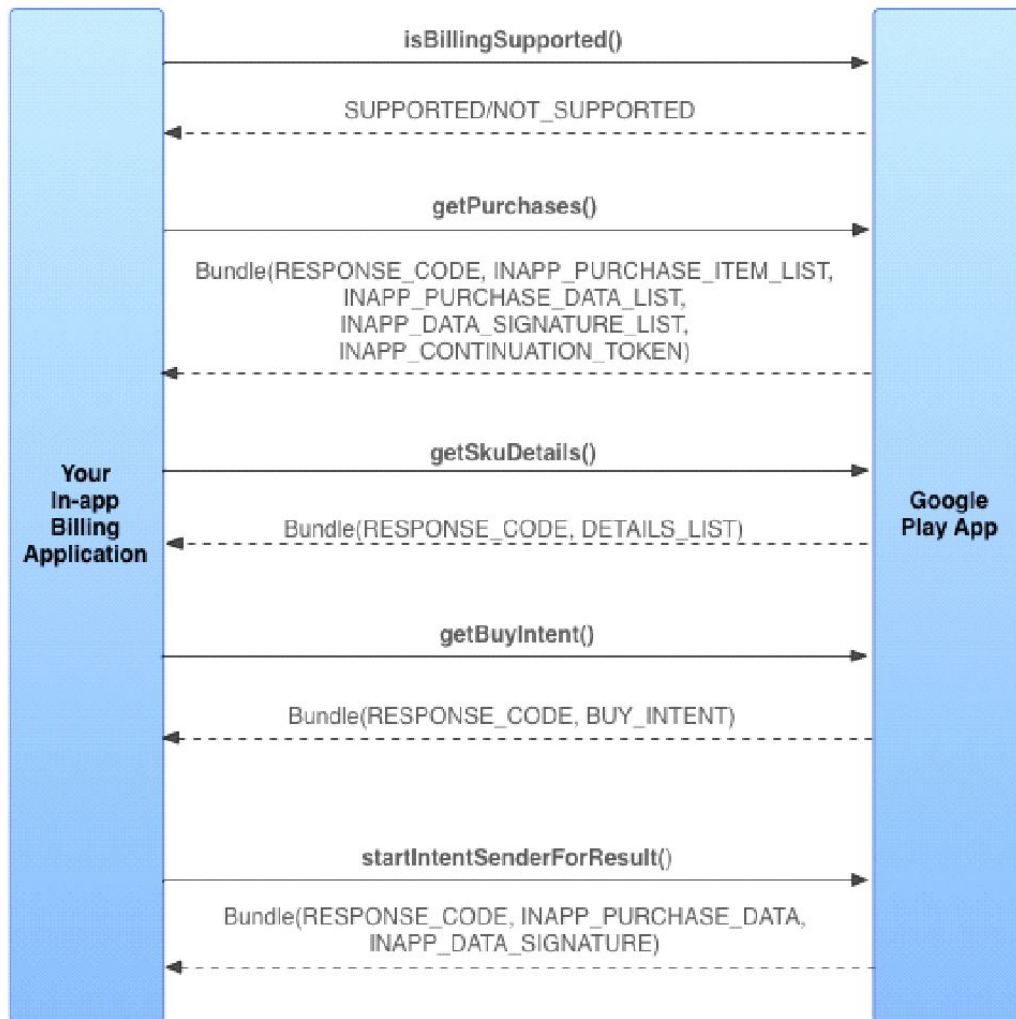 isBillingSupported()
SUPPORTED/NOT_SUPPORTED
getPurchases()
Bundle(RESPONSE_CODE, INAPP_PURCHASE_ITEM_LIST,
INAPP_PURCHASE_DATA_LIST,
INAPP_DATA_SIGNATURE_LIST,
INAPP_CONTINUATION_TOKEN)
getSkuDetails()
Your
In-app
Billing
Application
Google
Play App
Bundle(RESPONSE_CODE, DETAILS_LIST)
getBuyIntent()
Bundle(RESPONSE_CODE, BUY_INTENT)
startIntentSenderForResult()
Bundle(RESPONSE_CODE, INAPP_PURCHASE_DATA,
INAPP_DATA_SIGNATURE)